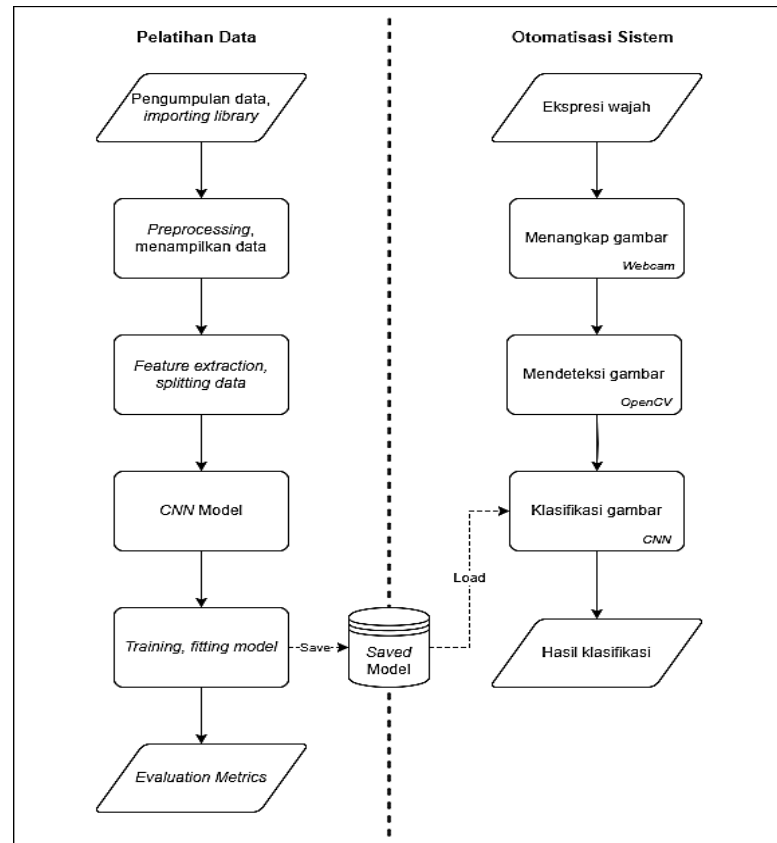 Pelatihan Data
Pengumpulan data,
importing library
Preprocessing,
menampilkan data
Feature extraction,
splitting data
CNN Model
Training, fitting model
Save
Saved
Model
Evaluation Metrics
Otomatisasi Sistem
Ekspresi wajah
Menangkap gambar
Webcam
Mendeteksi gambar
OpenCV
Klasifikasi gambar
CNN
Load
Hasil klasifikasi